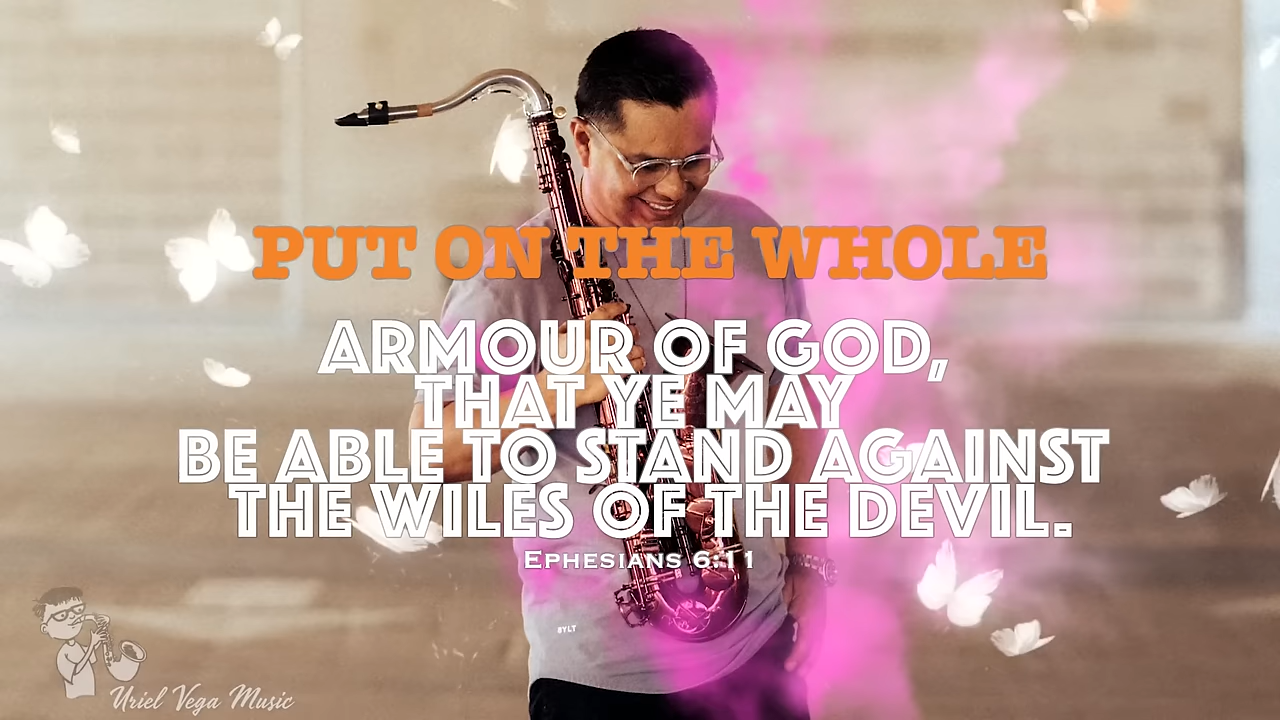 PUT ON THE WHOLE
ARMOUR OF GOD,
THAT YE MAY
BE ABLE TO STAND AGAINST
THE WILES OF THE DEVIL.
EPHESIANS 6:11
BYLT
Uriel Vega Music